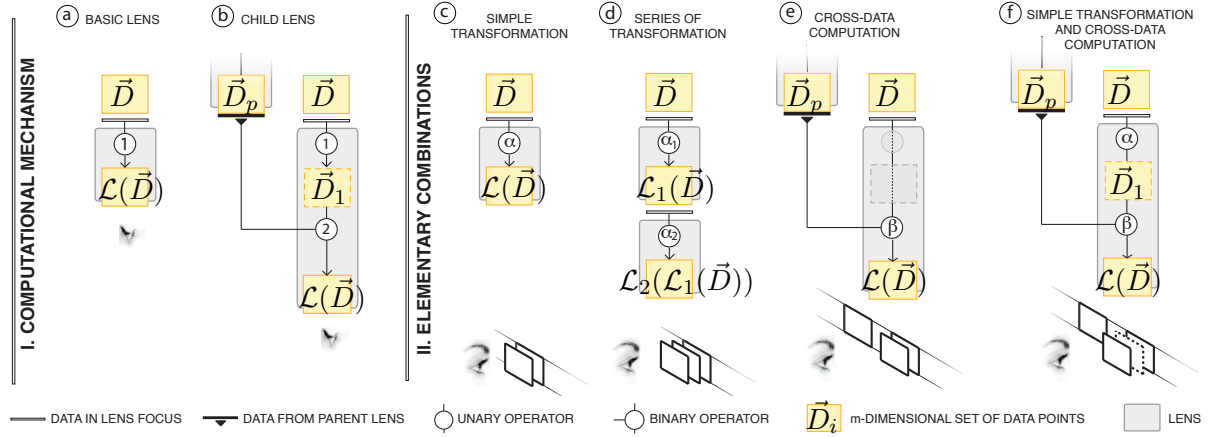 I. COMPUTATIONAL MECHANISM
a
BASIC LENS
D⃗
1
ℒ(D⃗)
b
CHILD LENS
D⃗ₚ
D⃗
1
D⃗₁
2
ℒ(D⃗)
II. ELEMENTARY COMBINATIONS
c
SIMPLE
TRANSFORMATION
D⃗
α
ℒ(D⃗)
d
SERIES OF
TRANSFORMATION
D⃗
α₁
ℒ₁(D⃗)
α₂
ℒ₂(ℒ₁(D⃗))
e
CROSS-DATA
COMPUTATION
D⃗ₚ
D⃗
β
ℒ(D⃗)
f
SIMPLE TRANSFORMATION
AND CROSS-DATA
COMPUTATION
D⃗ₚ
D⃗
α
D⃗₁
β
ℒ(D⃗)
DATA IN LENS FOCUS
DATA FROM PARENT LENS
UNARY OPERATOR
BINARY OPERATOR
D⃗ᵢ
m-DIMENSIONAL SET OF DATA POINTS
LENS